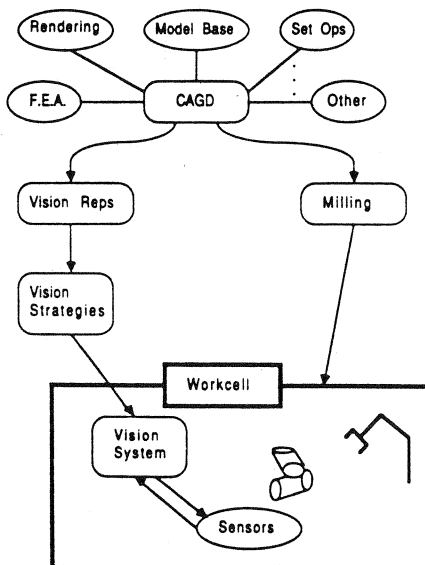 Rendering
Model Base
Set Ops
F.E.A.
CAGD
Other
Vision Reps
Milling
Vision
Strategies
Workcell
Vision
System
Sensors